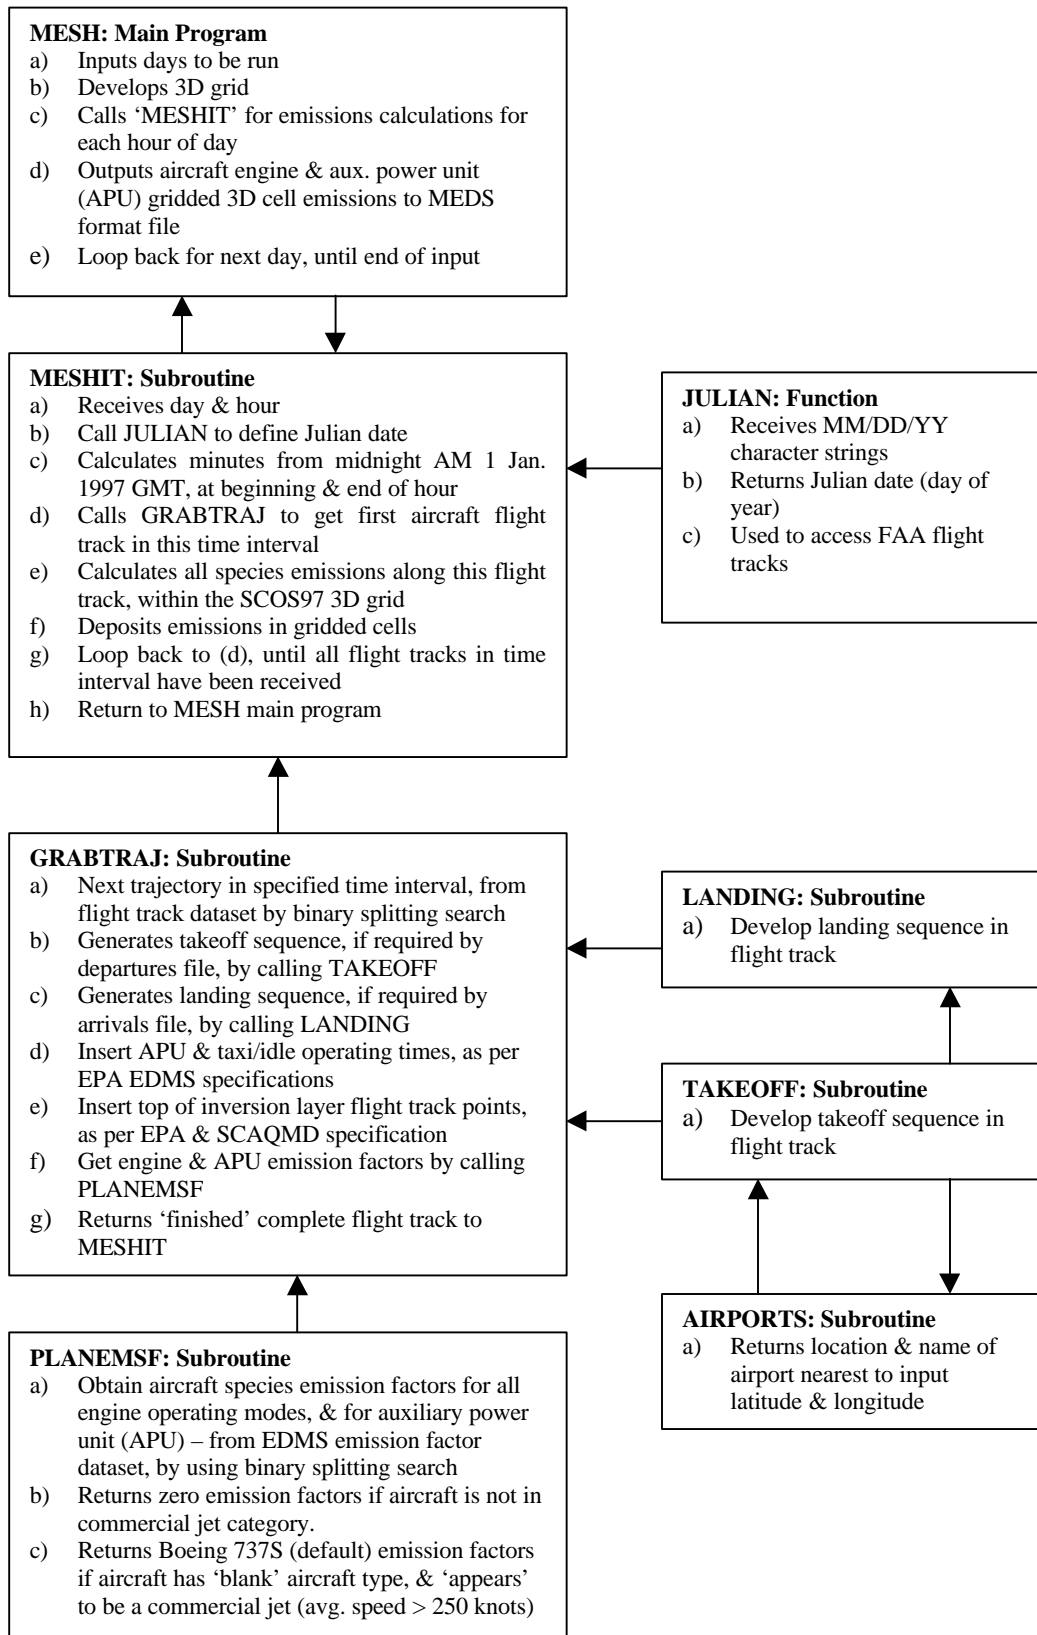 MESH: Main Program
a) Inputs days to be run
b) Develops 3D grid
c) Calls ‘MESHIT’ for emissions calculations for
each hour of day
d) Outputs aircraft engine & aux. power unit
(APU) gridded 3D cell emissions to MEDS
format file
e) Loop back for next day, until end of input
MESHIT: Subroutine
a) Receives day & hour
b) Call JULIAN to define Julian date
c) Calculates minutes from midnight AM 1 Jan.
1997 GMT, at beginning & end of hour
d) Calls GRABTRAJ to get first aircraft flight
track in this time interval
e) Calculates all species emissions along this flight
track, within the SCOS97 3D grid
f) Deposits emissions in gridded cells
g) Loop back to (d), until all flight tracks in time
interval have been received
h) Return to MESH main program
JULIAN: Function
a) Receives MM/DD/YY
character strings
b) Returns Julian date (day of
year)
c) Used to access FAA flight
tracks
GRABTRAJ: Subroutine
a) Next trajectory in specified time interval, from
flight track dataset by binary splitting search
b) Generates takeoff sequence, if required by
departures file, by calling TAKEOFF
c) Generates landing sequence, if required by
arrivals file, by calling LANDING
d) Insert APU & taxi/idle operating times, as per
EPA EDMS specifications
e) Insert top of inversion layer flight track points,
as per EPA & SCAQMD specification
f) Get engine & APU emission factors by calling
PLANEMSF
g) Returns ‘finished’ complete flight track to
MESHIT
LANDING: Subroutine
a) Develop landing sequence in
flight track
TAKEOFF: Subroutine
a) Develop takeoff sequence in
flight track
AIRPORTS: Subroutine
a) Returns location & name of
airport nearest to input
latitude & longitude
PLANEMSF: Subroutine
a) Obtain aircraft species emission factors for all
engine operating modes, & for auxiliary power
unit (APU) – from EDMS emission factor
dataset, by using binary splitting search
b) Returns zero emission factors if aircraft is not in
commercial jet category.
c) Returns Boeing 737S (default) emission factors
if aircraft has ‘blank’ aircraft type, & ‘appears’
to be a commercial jet (avg. speed > 250 knots)